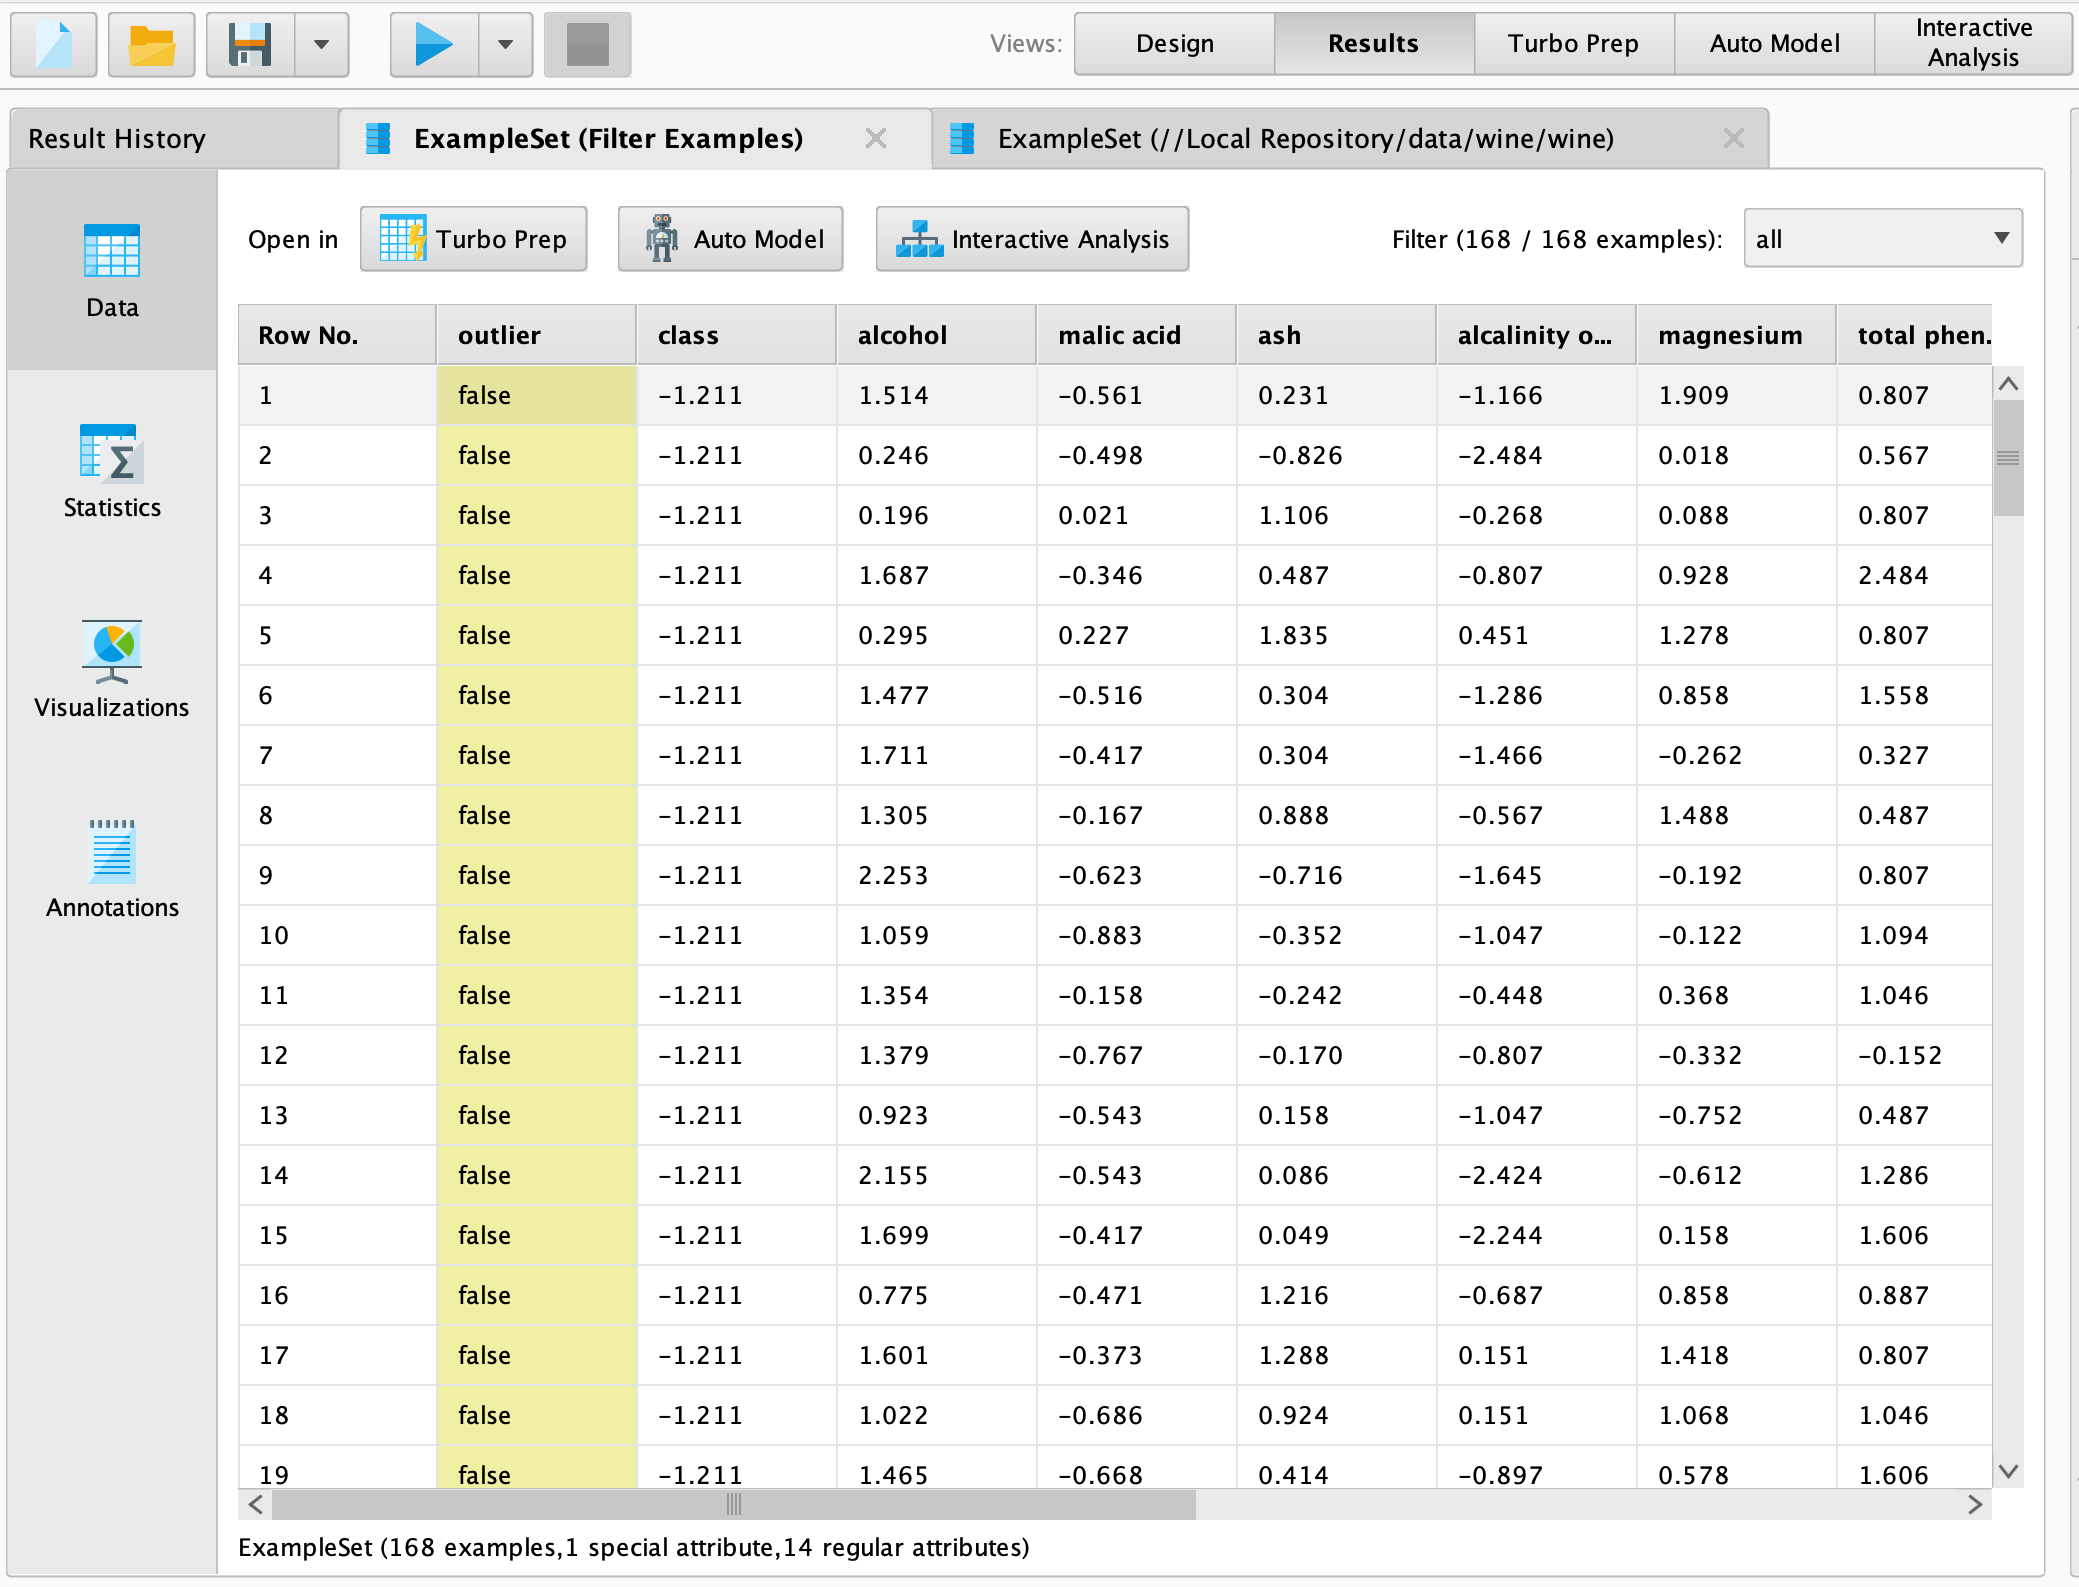 Views: Design Results Turbo Prep Auto Model Interactive Analysis
Result History ExampleSet (Filter Examples) ExampleSet (//Local Repository/data/wine/wine)
Open in Turbo Prep Auto Model Interactive Analysis Filter (168 / 168 examples): all
Data
Statistics
Visualizations
Annotations
Row No. outlier class alcohol malic acid ash alcalinity o... magnesium total phen.
1 false −1.211 1.514 −0.561 0.231 −1.166 1.909 0.807
2 false −1.211 0.246 −0.498 −0.826 −2.484 0.018 0.567
3 false −1.211 0.196 0.021 1.106 −0.268 0.088 0.807
4 false −1.211 1.687 −0.346 0.487 −0.807 0.928 2.484
5 false −1.211 0.295 0.227 1.835 0.451 1.278 0.807
6 false −1.211 1.477 −0.516 0.304 −1.286 0.858 1.558
7 false −1.211 1.711 −0.417 0.304 −1.466 −0.262 0.327
8 false −1.211 1.305 −0.167 0.888 −0.567 1.488 0.487
9 false −1.211 2.253 −0.623 −0.716 −1.645 −0.192 0.807
10 false −1.211 1.059 −0.883 −0.352 −1.047 −0.122 1.094
11 false −1.211 1.354 −0.158 −0.242 −0.448 0.368 1.046
12 false −1.211 1.379 −0.767 −0.170 −0.807 −0.332 −0.152
13 false −1.211 0.923 −0.543 0.158 −1.047 −0.752 0.487
14 false −1.211 2.155 −0.543 0.086 −2.424 −0.612 1.286
15 false −1.211 1.699 −0.417 0.049 −2.244 0.158 1.606
16 false −1.211 0.775 −0.471 1.216 −0.687 0.858 0.887
17 false −1.211 1.601 −0.373 1.288 0.151 1.418 0.807
18 false −1.211 1.022 −0.686 0.924 0.151 1.068 1.046
19 false −1.211 1.465 −0.668 0.414 −0.897 0.578 1.606
ExampleSet (168 examples,1 special attribute,14 regular attributes)